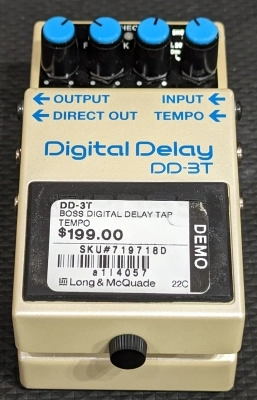 ← OUTPUT INPUT ←
← DIRECT OUT TEMPO ←
Digital Delay
DD-3T
DD-3T
BOSS DIGITAL DELAY TAP
TEMPO
$199.00
SKU#719718D
a114057
Long & McQuade 22C
DEMO